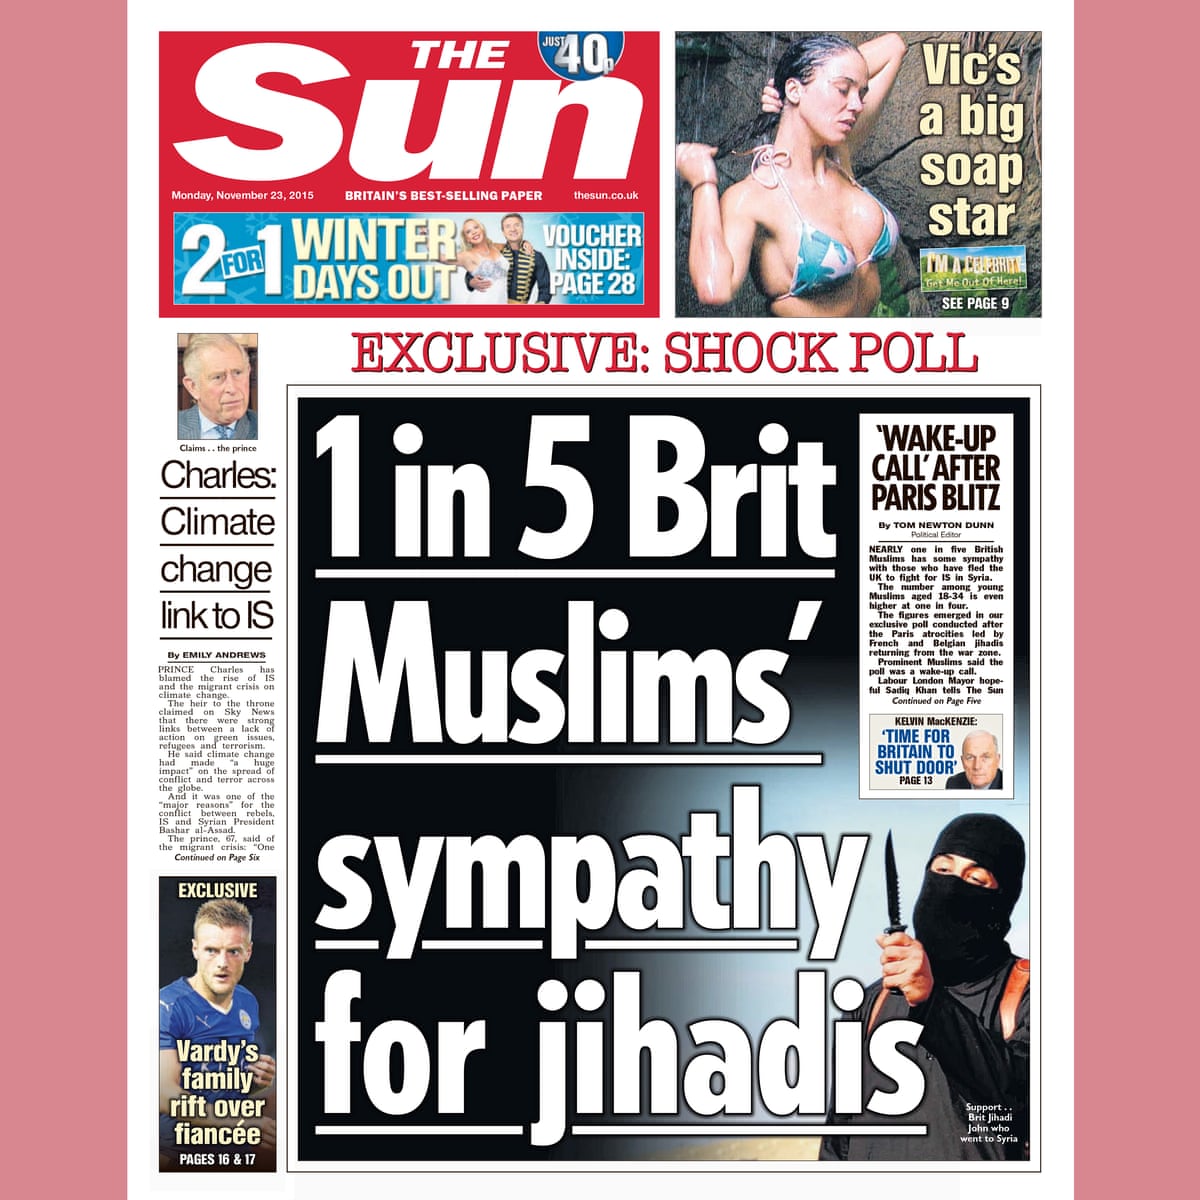 THE
Sun
JUST
40p
Monday, November 23, 2015
BRITAIN'S BEST-SELLING PAPER
thesun.co.uk
2 FOR 1
WINTER
DAYS OUT
VOUCHER
INSIDE:
PAGE 28
Vic's
a big
soap
star
I'M A CELEBRITY
Get Me Out Of Here!
SEE PAGE 9
EXCLUSIVE: SHOCK POLL
Claims . . the prince
Charles:
Climate
change
link to IS
By EMILY ANDREWS
PRINCE Charles has
blamed the rise of IS
and the migrant crisis on
climate change.
The heir to the throne
claimed on Sky News
that there were strong
links between a lack of
action on green issues,
refugees and terrorism.
He said climate change
had made "a huge
impact" on the spread of
conflict and terror across
the globe.
And it was one of the
"major reasons" for the
conflict between rebels,
IS and Syrian President
Bashar al-Assad.
The prince, 67, said of
the migrant crisis: "One
Continued on Page Six
EXCLUSIVE
Vardy's
family
rift over
fiancée
PAGES 16 & 17
1 in 5 Brit
Muslims'
sympathy
for jihadis
'WAKE-UP
CALL' AFTER
PARIS BLITZ
By TOM NEWTON DUNN
Political Editor
NEARLY one in five British
Muslims has some sympathy
with those who have fled the
UK to fight for IS in Syria.
The number among young
Muslims aged 18-34 is even
higher at one in four.
The figures emerged in our
exclusive poll conducted after
the Paris atrocities led by
French and Belgian jihadis
returning from the war zone.
Prominent Muslims said the
poll was a wake-up call.
Labour London Mayor hope-
ful Sadiq Khan tells The Sun
Continued on Page Five
KELVIN MacKENZIE:
'TIME FOR
BRITAIN TO
SHUT DOOR'
PAGE 13
Support . .
Brit Jihadi
John who
went to Syria